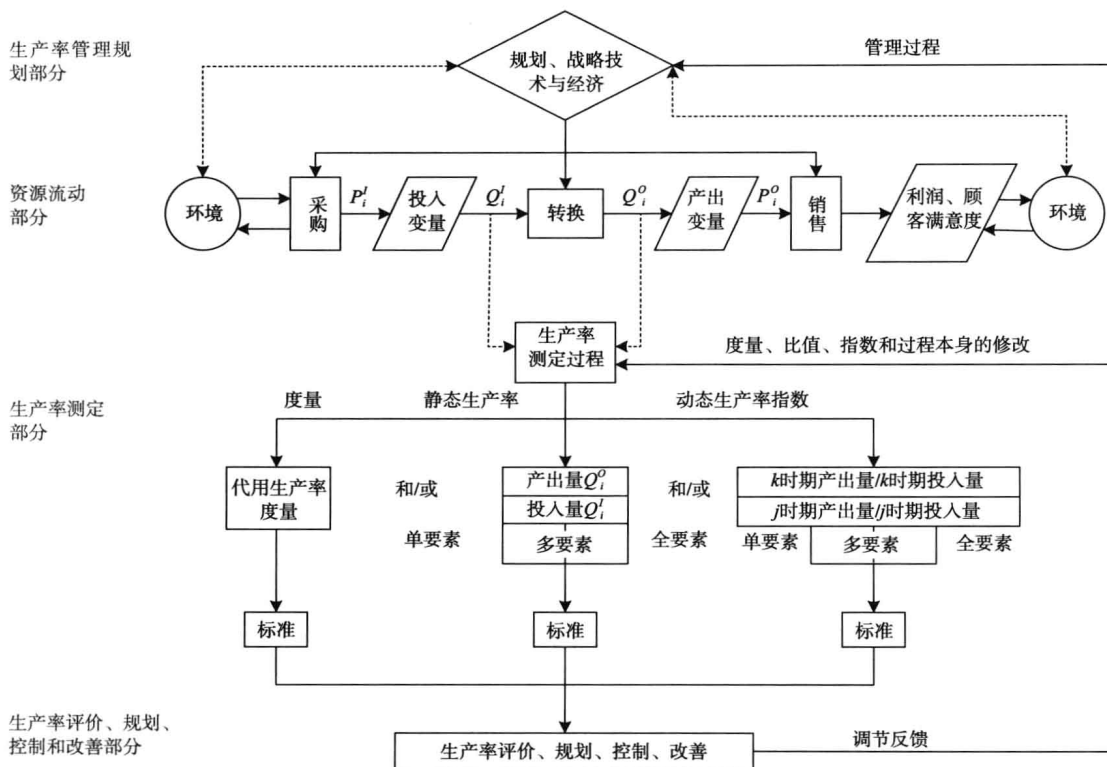 生产率管理规
划部分
规划、战略技
术与经济
管理过程
资源流动
部分
环境
采
购
P_i^I
投入
变量
Q_i^I
转换
Q_i^O
产出
变量
P_i^O
销
售
利润、顾
客满意度
环境
生产率
测定过程
度量、比值、指数和过程本身的修改
生产率测定
部分
度量
静态生产率
动态生产率指数
代用生产率
度量
和/或
产出量Q_i^O
投入量Q_i^I
和/或
k时期产出量/k时期投入量
j时期产出量/j时期投入量
单要素
多要素
全要素
单要素
多要素
全要素
标准
标准
标准
生产率评价、规划、
控制和改善部分
生产率评价、规划、控制、改善
调节反馈